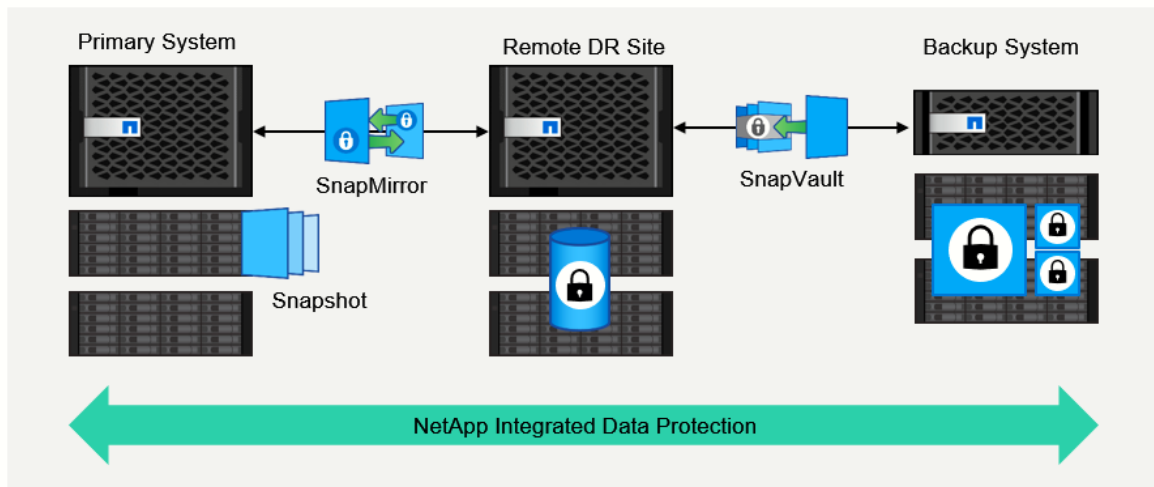 Primary System
Remote DR Site
Backup System
SnapMirror
SnapVault
Snapshot
NetApp Integrated Data Protection